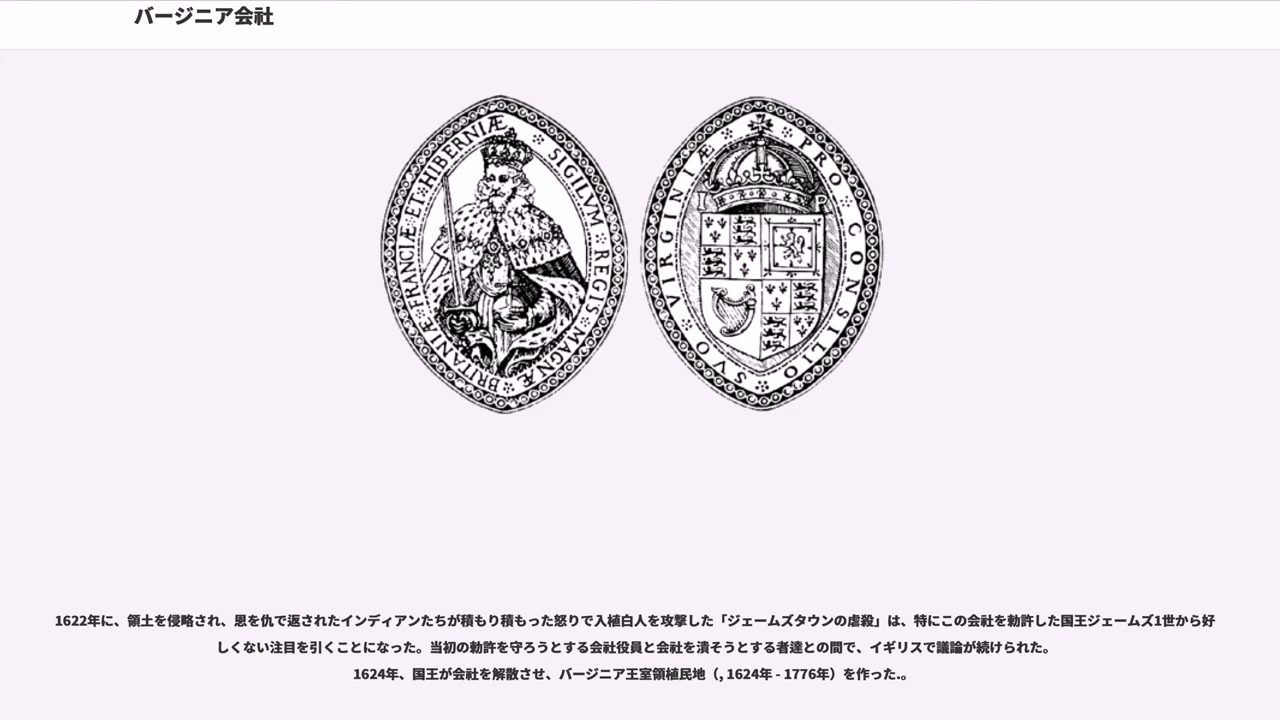 バージニア会社
SIGILVM REGIS MAGNÆ BRITANIÆ FRANCIÆ ET HIBERNIÆ
PRO CONSILIO SVO VIRGINIÆ
I R
1622年に、領土を侵略され、恩を仇で返されたインディアンたちが積もり積もった怒りで入植白人を攻撃した「ジェームズタウンの虐殺」は、特にこの会社を勅許した国王ジェームズ1世から好
しくない注目を引くことになった。当初の勅許を守ろうとする会社役員と会社を潰そうとする者達との間で、イギリスで議論が続けられた。
1624年、国王が会社を解散させ、バージニア王室領植民地（, 1624年 - 1776年）を作った.。